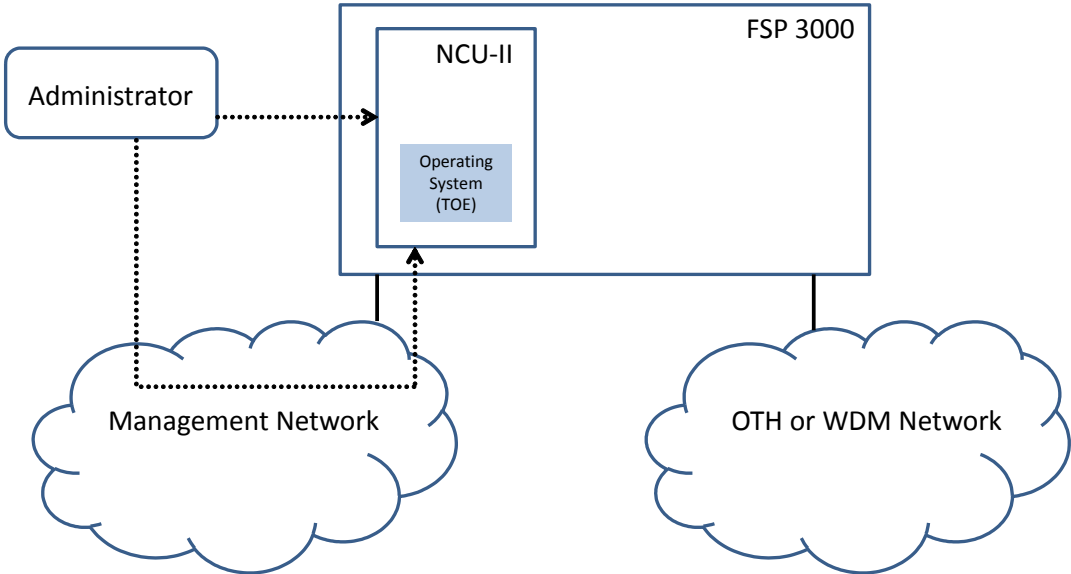 FSP 3000
NCU-II
Administrator
Operating
System
(TOE)
Management Network
OTH or WDM Network